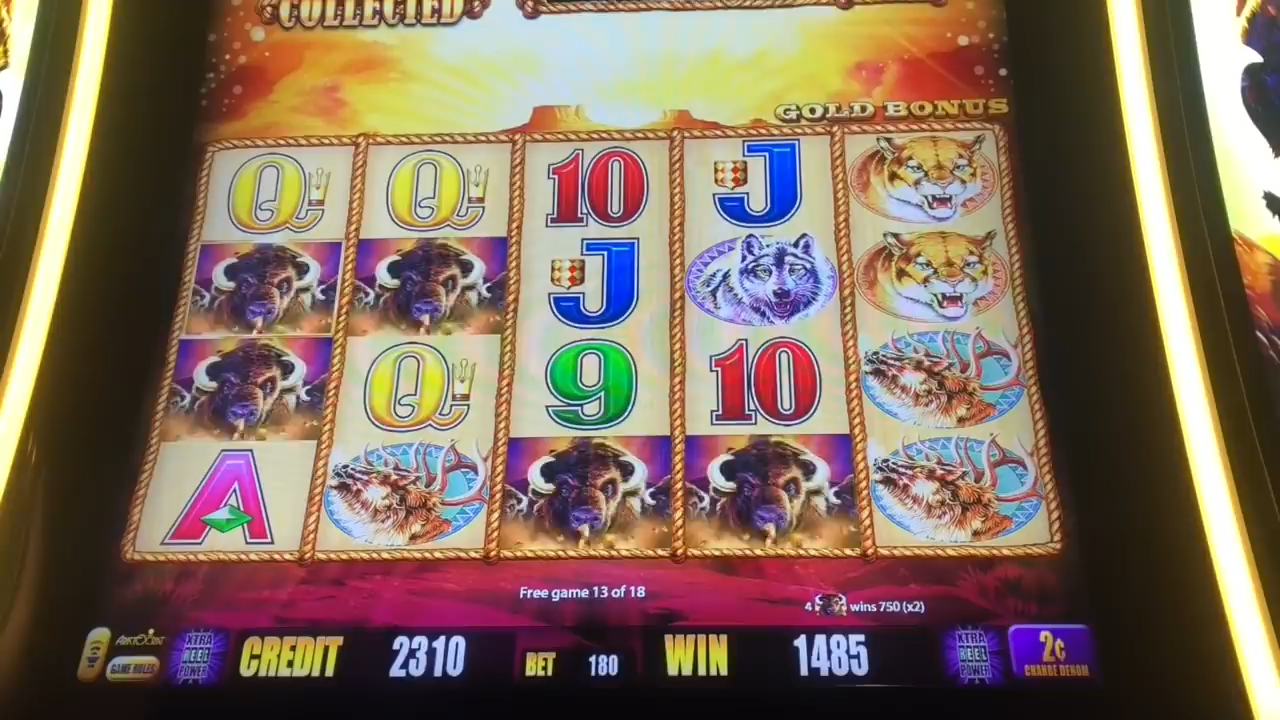 COLLECTED
GOLD BONUS
Q Q 10 J
J
Q 9 10
A
Free game 13 of 18
4 wins 750 (x2)
ARISTOCRAT
GAME RULES
XTRA
REEL
POWER
CREDIT 2310
BET 180
WIN 1485
XTRA
REEL
POWER
2¢
CHANGE DENOM